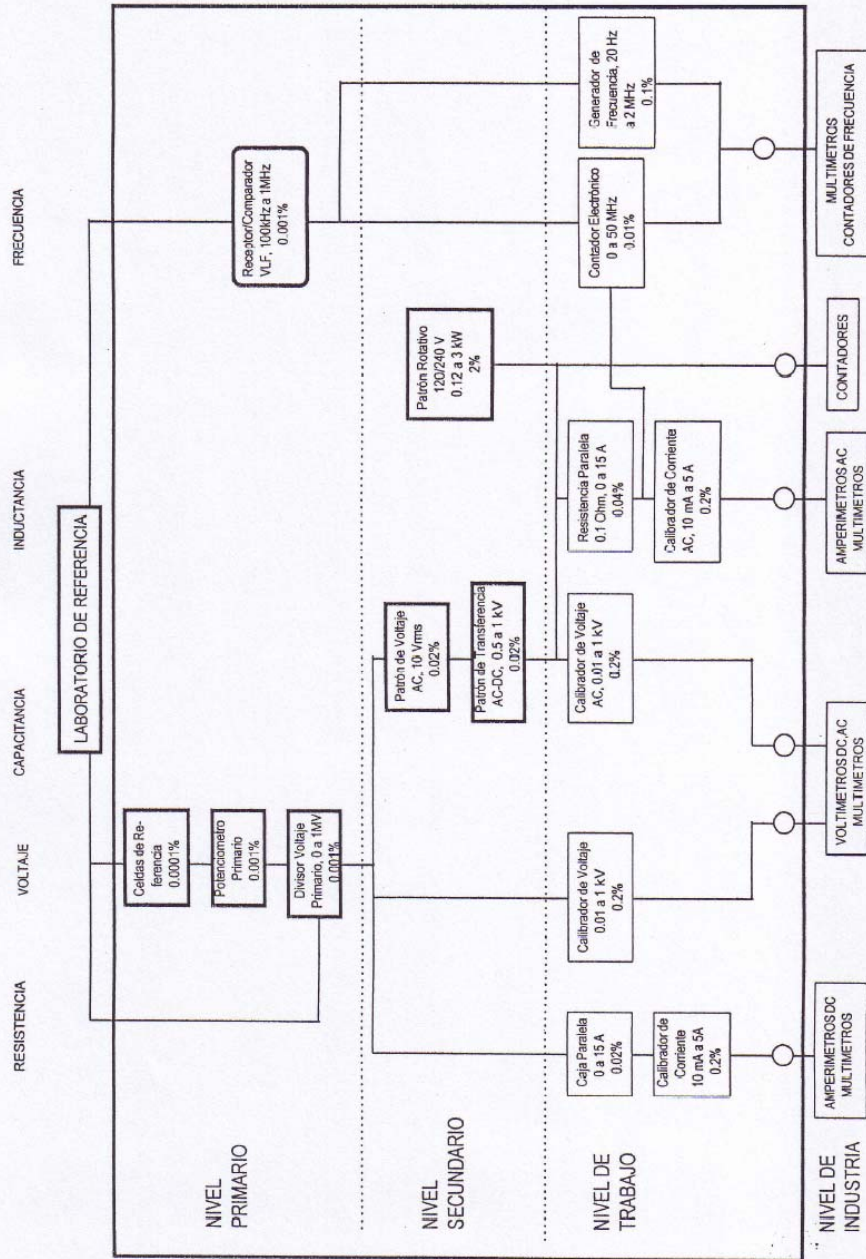 RESISTENCIA
VOLTAJE
CAPACITANCIA
INDUCTANCIA
FRECUENCIA
LABORATORIO DE REFERENCIA
NIVEL
PRIMARIO
Celdas de Re-
ferencia
0.0001%
Potenciometro
Primario
0.001%
Divisor Voltaje
Primario, 0 a 1MV
0.001%
Receptor/Comparador
VLF, 100kHz a 1MHz
0.001%
NIVEL
SECUNDARIO
Patrón de Voltaje
AC, 10 Vrms
0.02%
Patrón de Transferencia
AC-DC, 0.5 a 1 kV
0.02%
Patrón Rotativo
120/240 V
0.12 a 3 kW
2%
NIVEL DE
TRABAJO
Caja Paralela
0 a 15 A
0.02%
Calibrador de
Corriente
10 mA a 5A
0.2%
Calibrador de Voltaje
0.01 a 1 kV
0.2%
Calibrador de Voltaje
AC, 0.01 a 1 kV
0.2%
Resistencia Paralela
0.1 Ohm, 0 a 15 A
0.04%
Calibrador de Corriente
AC, 10 mA a 5 A
0.2%
Contador Electrónico
0 a 50 MHz
0.01%
Generador de
Frecuencia, 20 Hz
a 2 MHz
0.1%
NIVEL DE
INDUSTRIA
AMPERIMETROS DC
MULTIMETROS
VOLTIMETROS DC, AC
MULTIMETROS
AMPERIMETROS AC
MULTIMETROS
CONTADORES
MULTIMETROS
CONTADORES DE FRECUENCIA